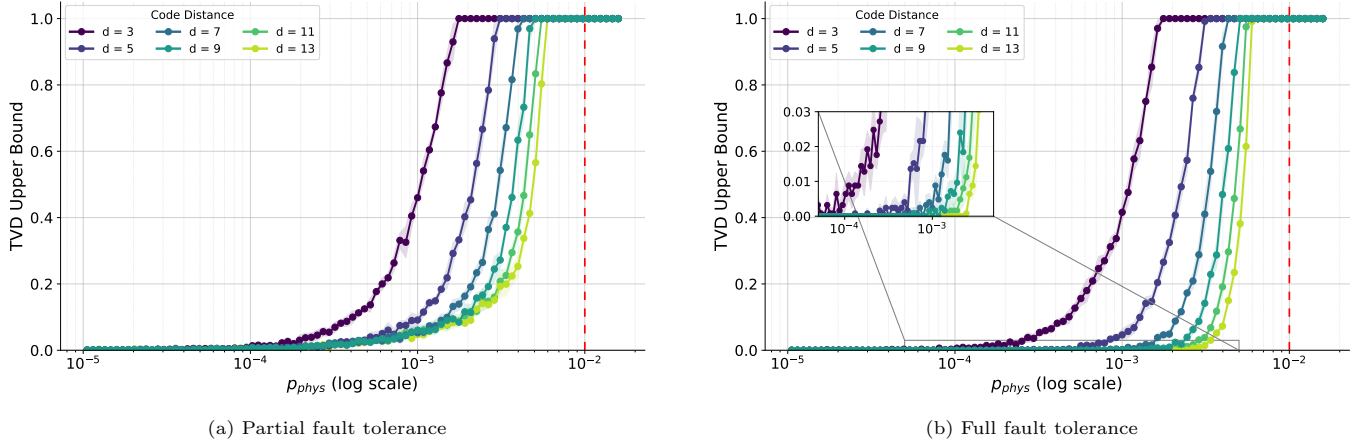 Code Distance
d = 3
d = 7
d = 11
d = 5
d = 9
d = 13
TVD Upper Bound
1.0
0.8
0.6
0.4
0.2
0.0
10⁻⁵
10⁻⁴
10⁻³
10⁻²
p_phys (log scale)
(a) Partial fault tolerance
Code Distance
d = 3
d = 7
d = 11
d = 5
d = 9
d = 13
TVD Upper Bound
1.0
0.8
0.6
0.4
0.2
0.0
0.03
0.02
0.01
0.00
10⁻⁴
10⁻³
10⁻⁵
10⁻⁴
10⁻³
10⁻²
p_phys (log scale)
(b) Full fault tolerance